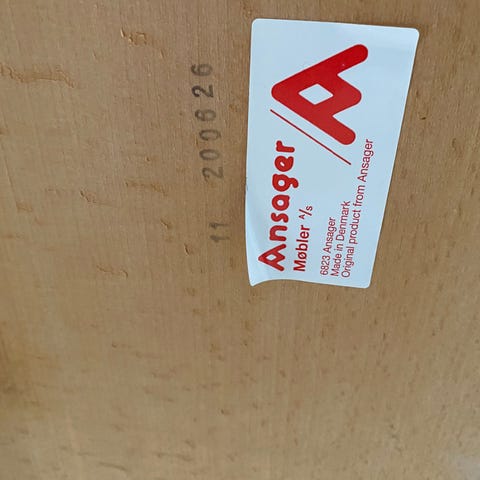 11 200626
Ansager
Møbler A/S
6823 Ansager
Made in Denmark
Original product from Ansager